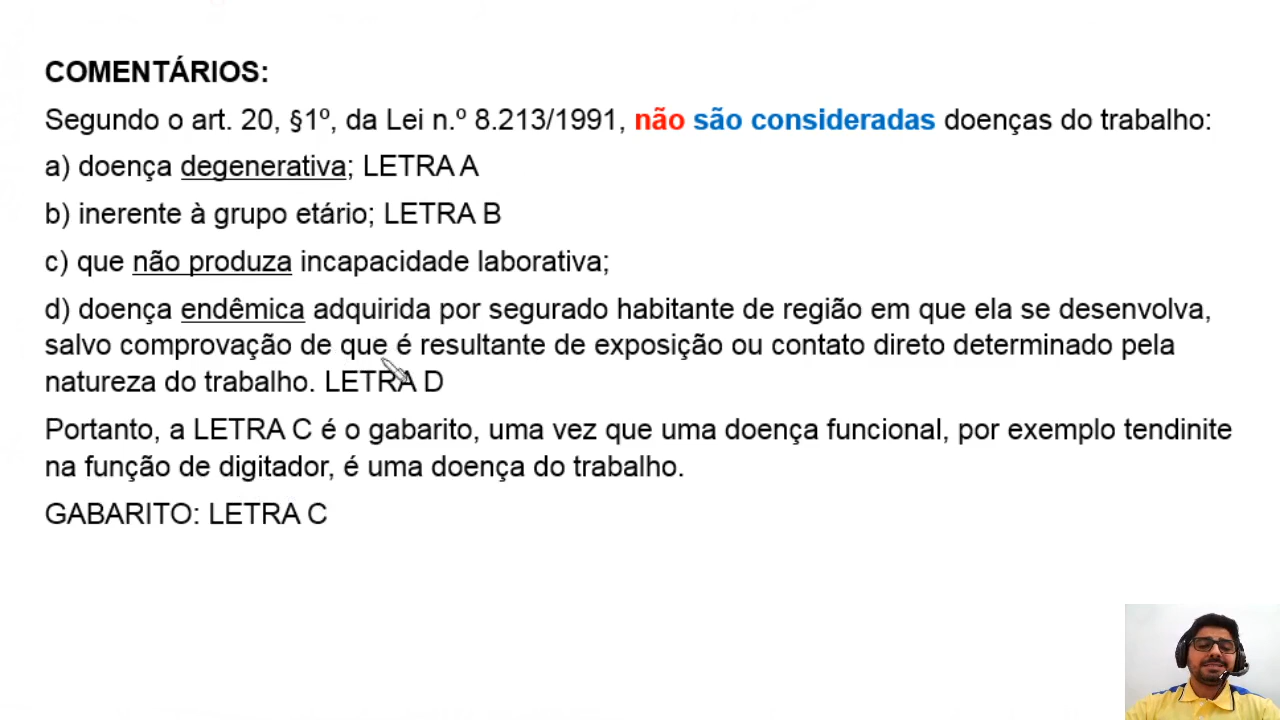 COMENTÁRIOS:
Segundo o art. 20, §1º, da Lei n.º 8.213/1991, não são consideradas doenças do trabalho:
a) doença degenerativa; LETRA A
b) inerente à grupo etário; LETRA B
c) que não produza incapacidade laborativa;
d) doença endêmica adquirida por segurado habitante de região em que ela se desenvolva,
salvo comprovação de que é resultante de exposição ou contato direto determinado pela
natureza do trabalho. LETRA D
Portanto, a LETRA C é o gabarito, uma vez que uma doença funcional, por exemplo tendinite
na função de digitador, é uma doença do trabalho.
GABARITO: LETRA C